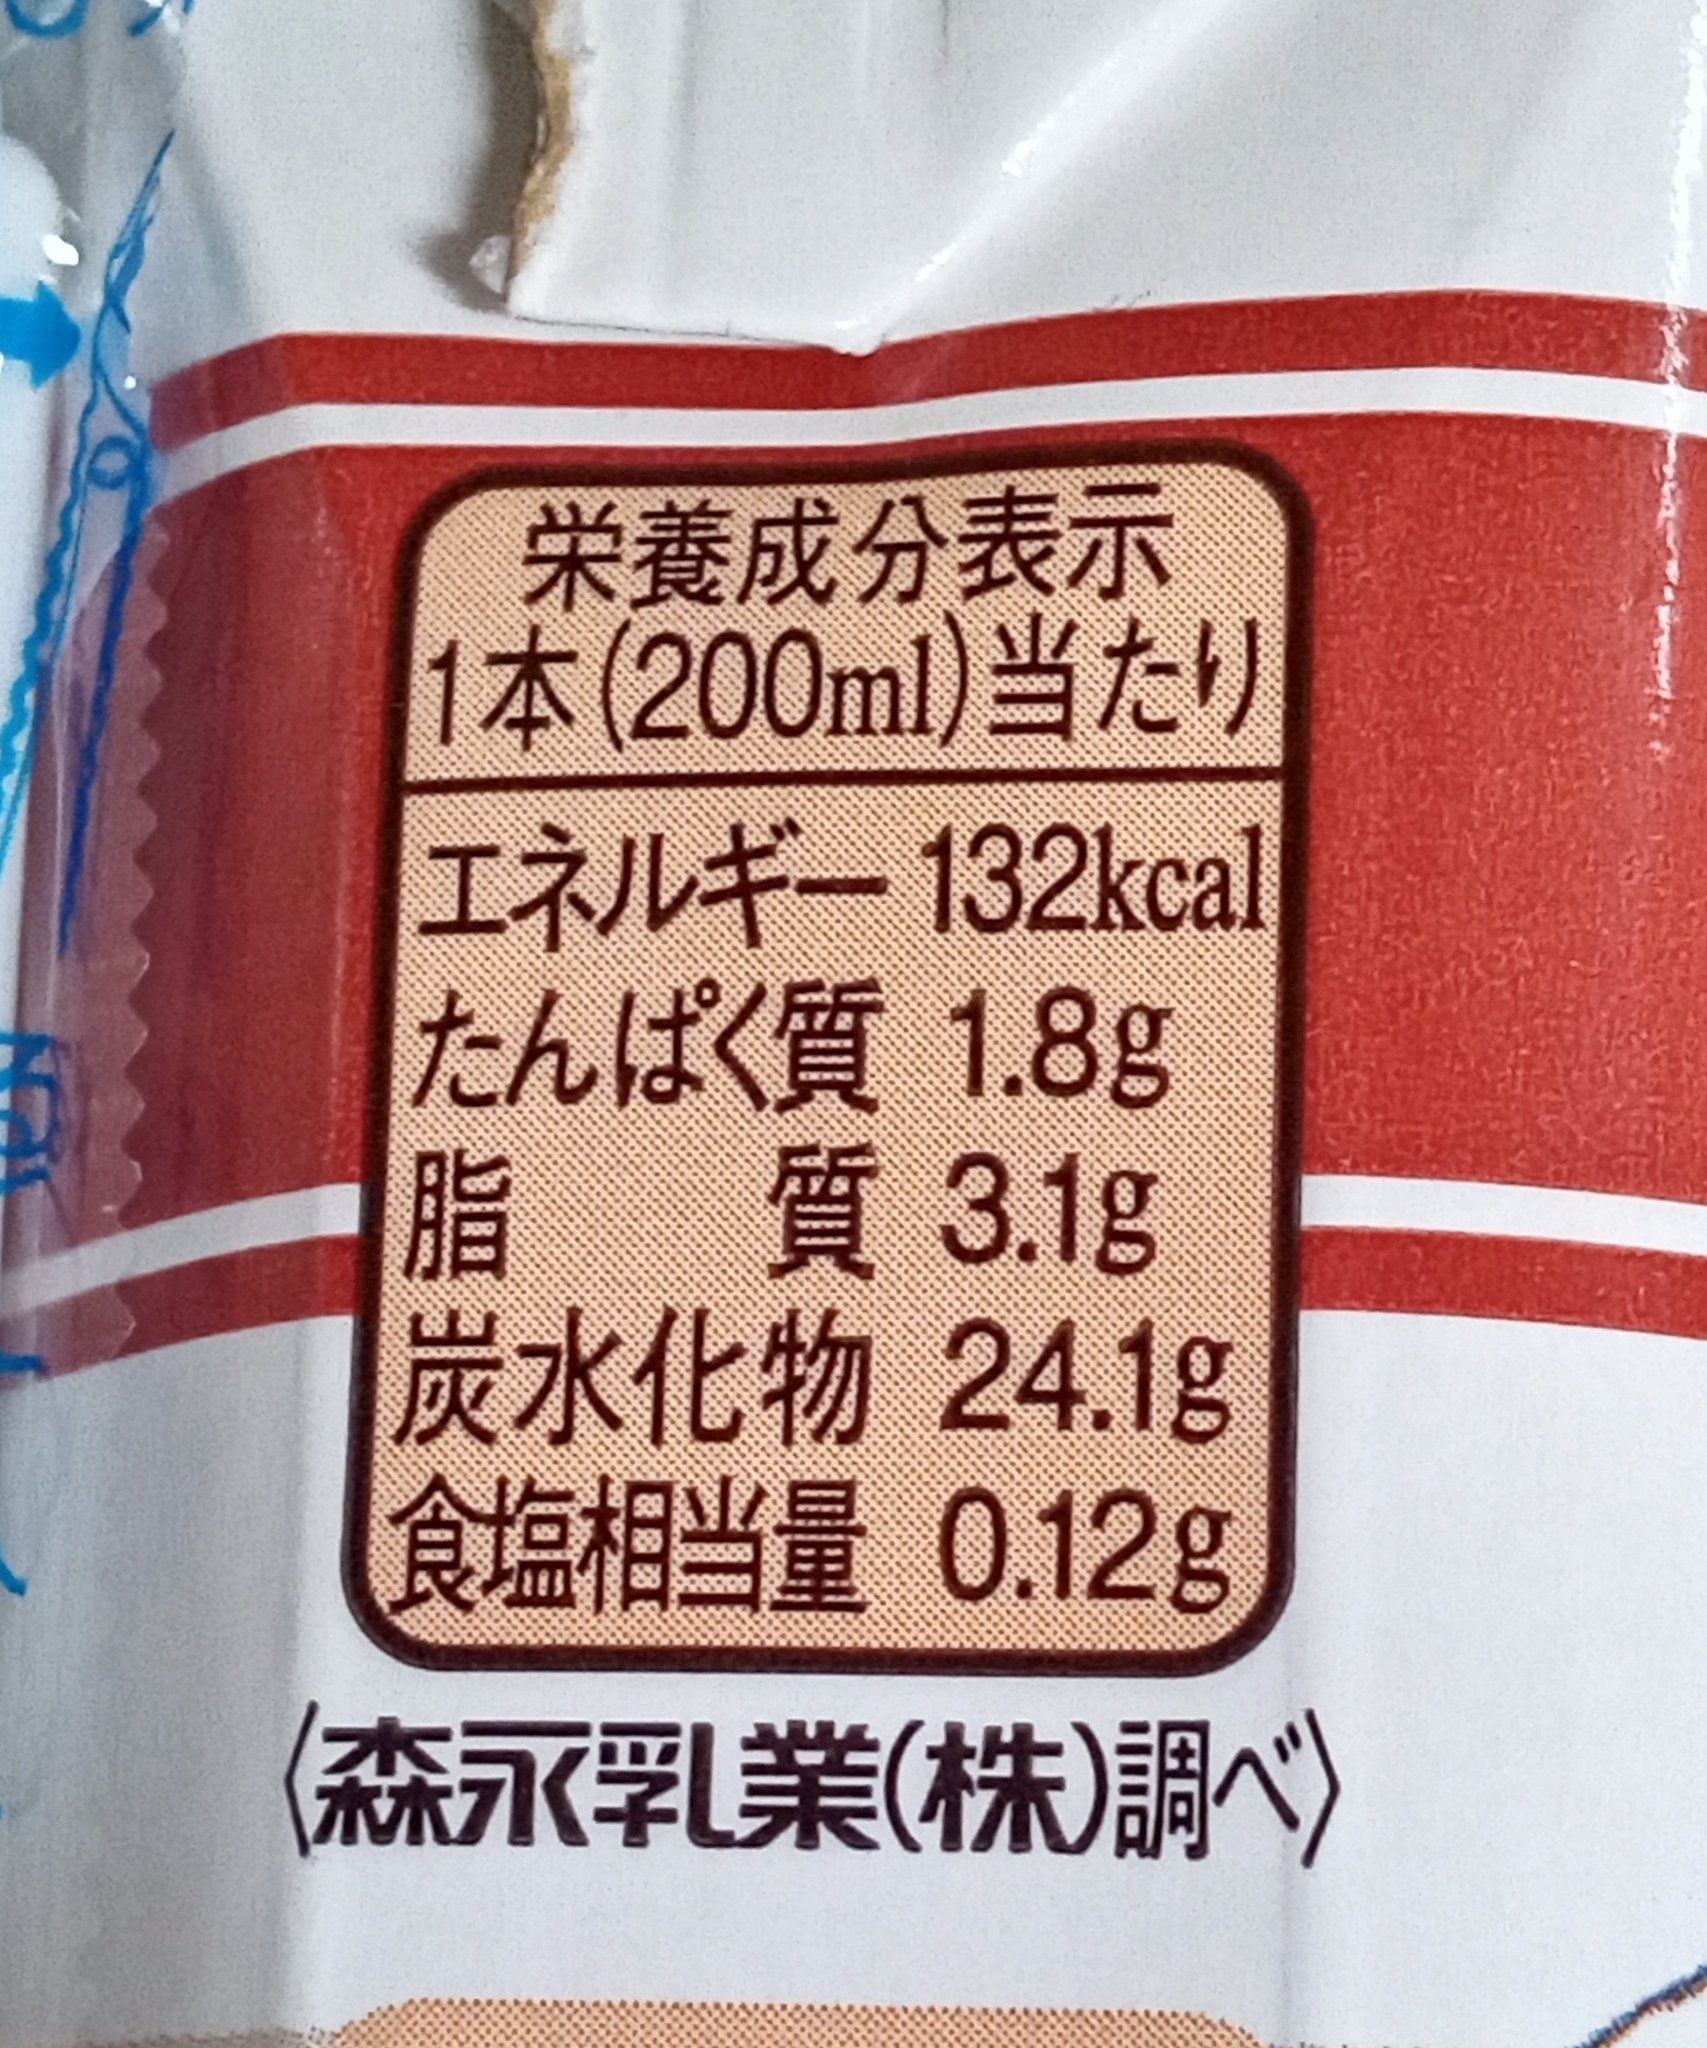 栄養成分表示
1本(200ml)当たり
エネルギー 132kcal
たんぱく質 1.8g
脂質 3.1g
炭水化物 24.1g
食塩相当量 0.12g
〈森永乳業(株)調べ〉